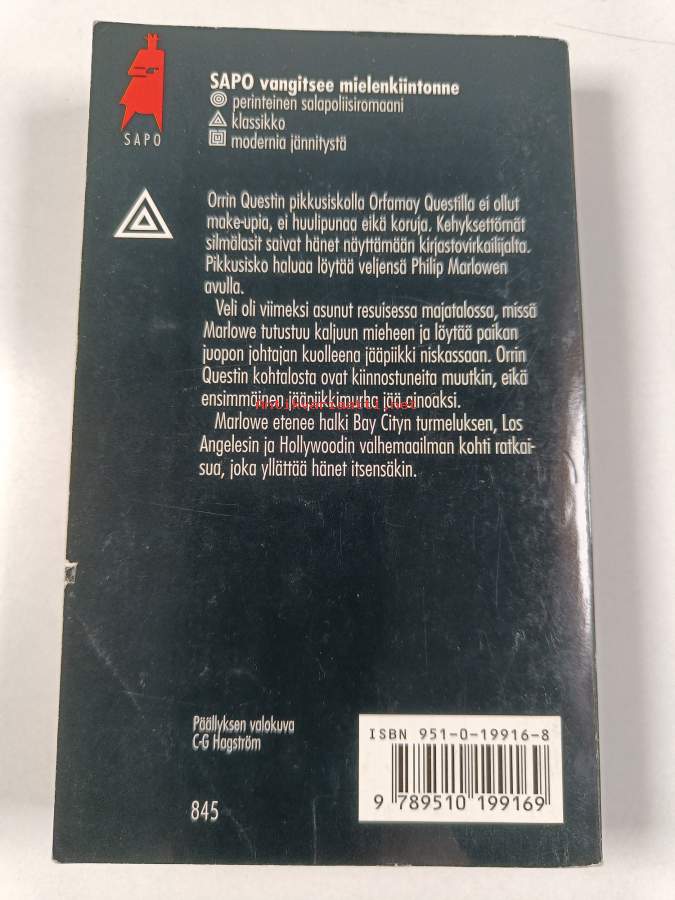 SAPO
SAPO vangitsee mielenkiintonne
perinteinen salapoliisiromaani
klassikko
modernia jännitystä
Orrin Questin pikkusiskolla Orfamay Questilla ei ollut
make-upia, ei huulipunaa eikä koruja. Kehyksettömät
silmälasit saivat hänet näyttämään kirjastovirkailijalta.
Pikkusisko haluaa löytää veljensä Philip Marlowen
avulla.
Veli oli viimeksi asunut resuisessa majatalossa, missä
Marlowe tutustuu kaljuun mieheen ja löytää paikan
juopon johtajan kuolleena jääpiikki niskassaan. Orrin
Questin kohtalosta ovat kiinnostuneita muutkin, eikä
ensimmäinen jääpiikkimurha jää ainoaksi.
Antikvariaatti.net
Marlowe etenee halki Bay Cityn turmeluksen, Los
Angelesin ja Hollywoodin valhemaailman kohti ratkai-
sua, joka yllättää hänet itsensäkin.
Päällyksen valokuva
C-G Hagström
845
ISBN 951-0-19916-8
9 789510 199169